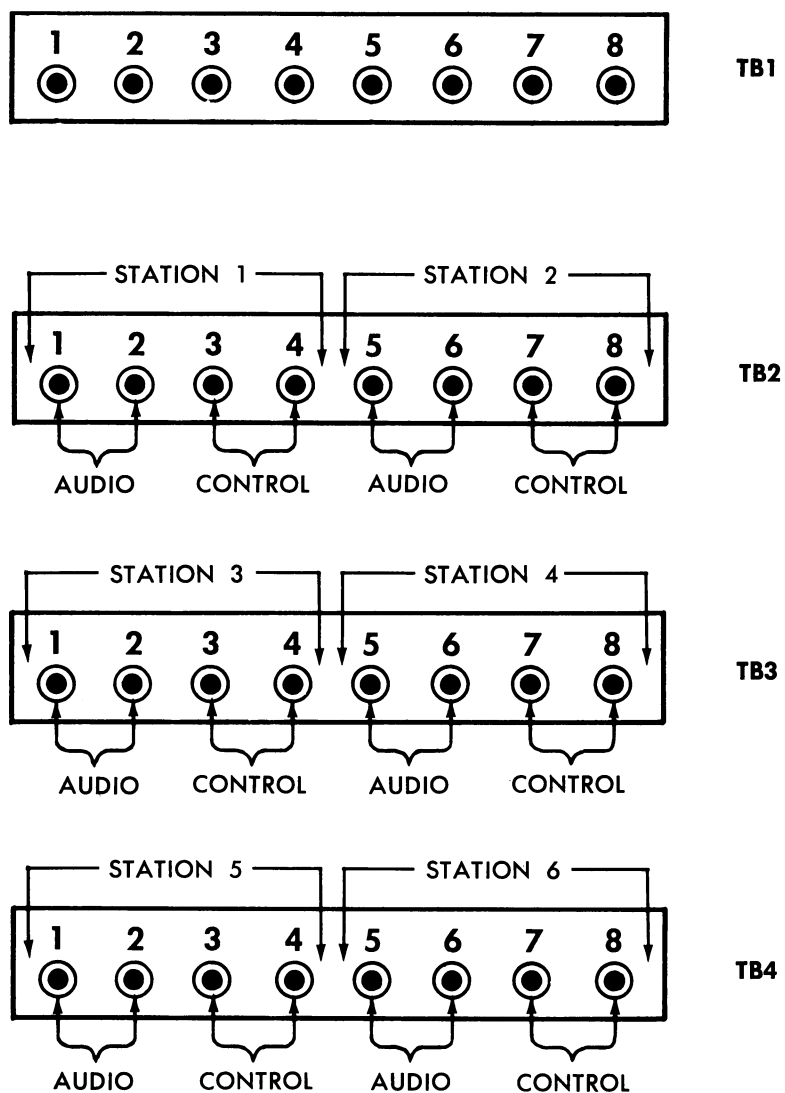 1 2 3 4 5 6 7 8
TB1
STATION 1 STATION 2
1 2 3 4 5 6 7 8
TB2
AUDIO CONTROL AUDIO CONTROL
STATION 3 STATION 4
1 2 3 4 5 6 7 8
TB3
AUDIO CONTROL AUDIO CONTROL
STATION 5 STATION 6
1 2 3 4 5 6 7 8
TB4
AUDIO CONTROL AUDIO CONTROL